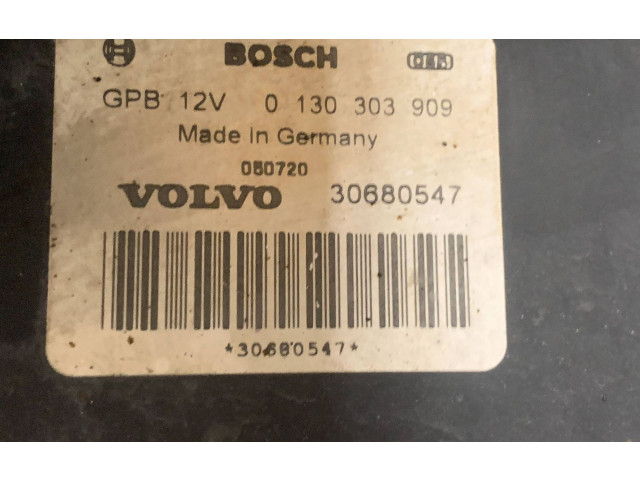 BOSCH
GPB 12V 0 130 303 909
Made in Germany
050720
VOLVO 30680547
*30680547*